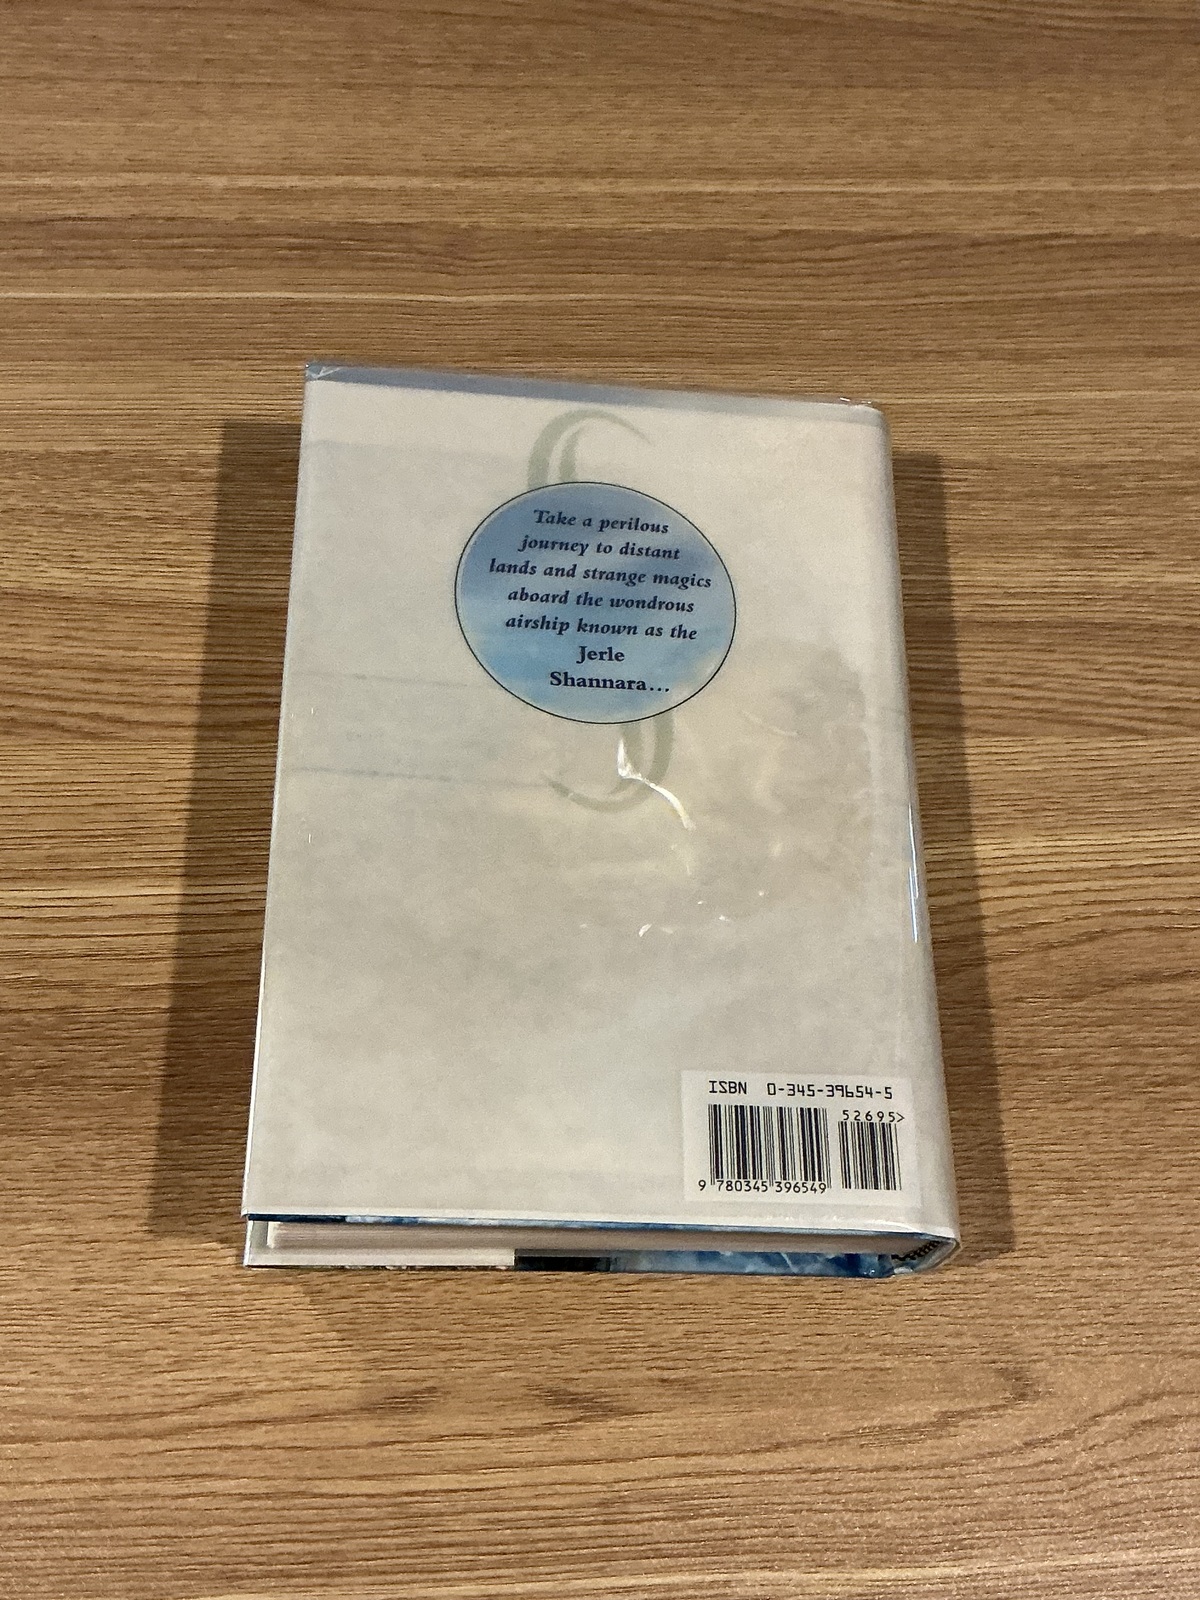 Take a perilous
journey to distant
lands and strange magics
aboard the wondrous
airship known as the
Jerle
Shannara...
ISBN 0-345-39654-5
52695>
9 780345 396549